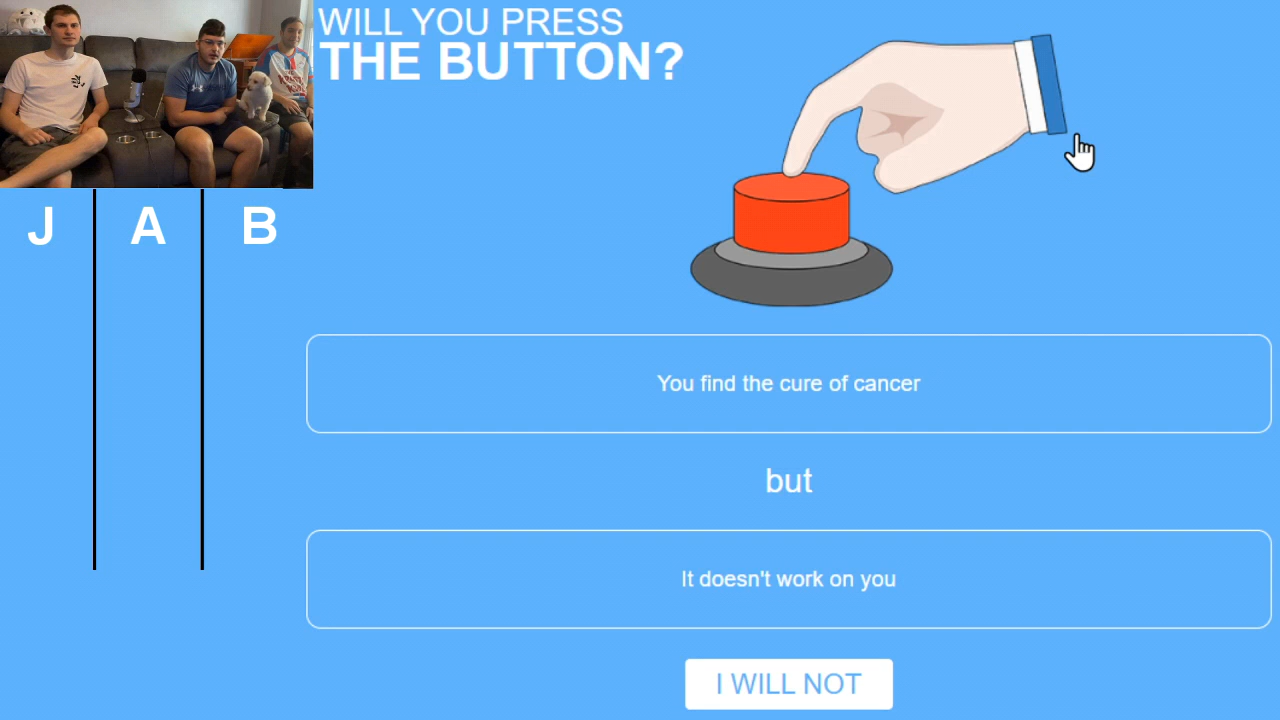 WILL YOU PRESS
THE BUTTON?
J A B
You find the cure of cancer
but
It doesn't work on you
I WILL NOT